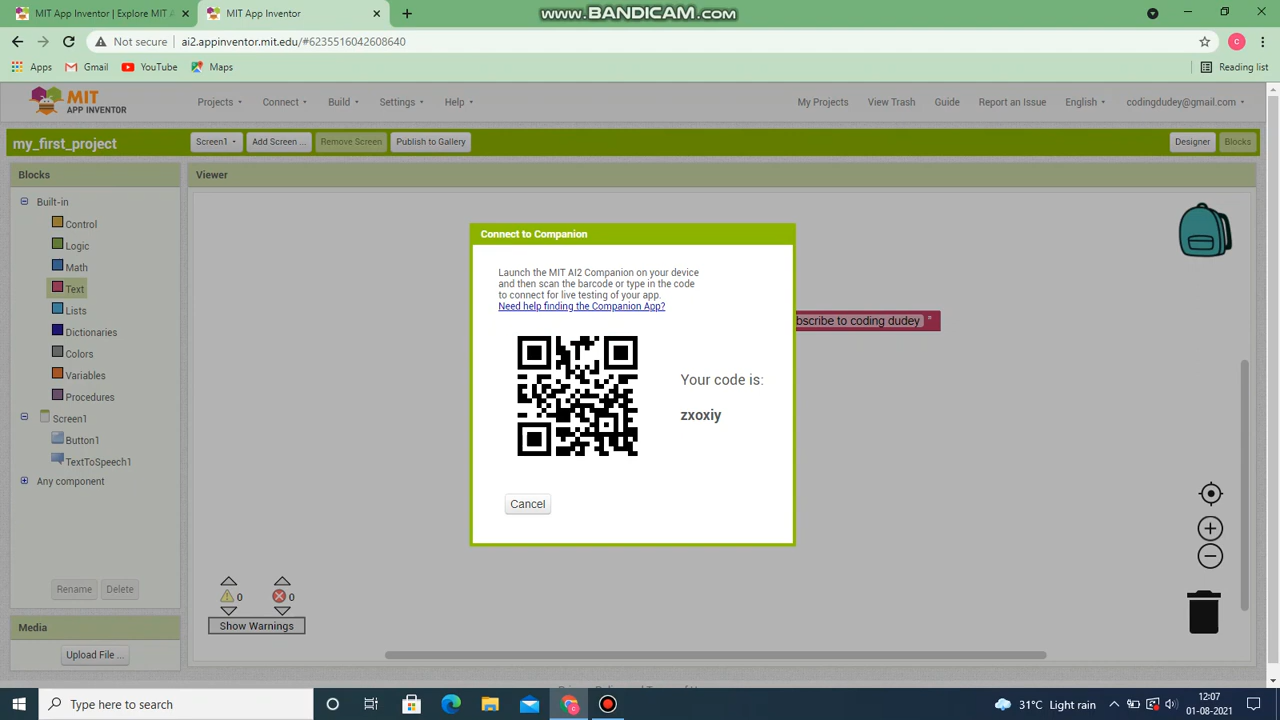 MIT App Inventor | Explore MIT A
MIT App Inventor
www.BANDICAM.com
Not secure
ai2.appinventor.mit.edu/#6235516042608640
C
Apps
Gmail
YouTube
Maps
Reading list
MIT
APP INVENTOR
Projects
Connect
Build
Settings
Help
My Projects
View Trash
Guide
Report an Issue
English
codingdudey@gmail.com
my_first_project
Screen1
Add Screen ...
Remove Screen
Publish to Gallery
Designer
Blocks
Blocks
Viewer
Built-in
Control
Logic
Math
Text
Lists
Dictionaries
Colors
Variables
Procedures
Screen1
Button1
TextToSpeech1
Any component
Rename
Delete
Media
Upload File ...
Connect to Companion
Launch the MIT AI2 Companion on your device
and then scan the barcode or type in the code
to connect for live testing of your app.
Need help finding the Companion App?
Your code is:
zxoxiy
Cancel
bscribe to coding dudey "
0
0
Show Warnings
Type here to search
31°C Light rain
12:07
01-08-2021